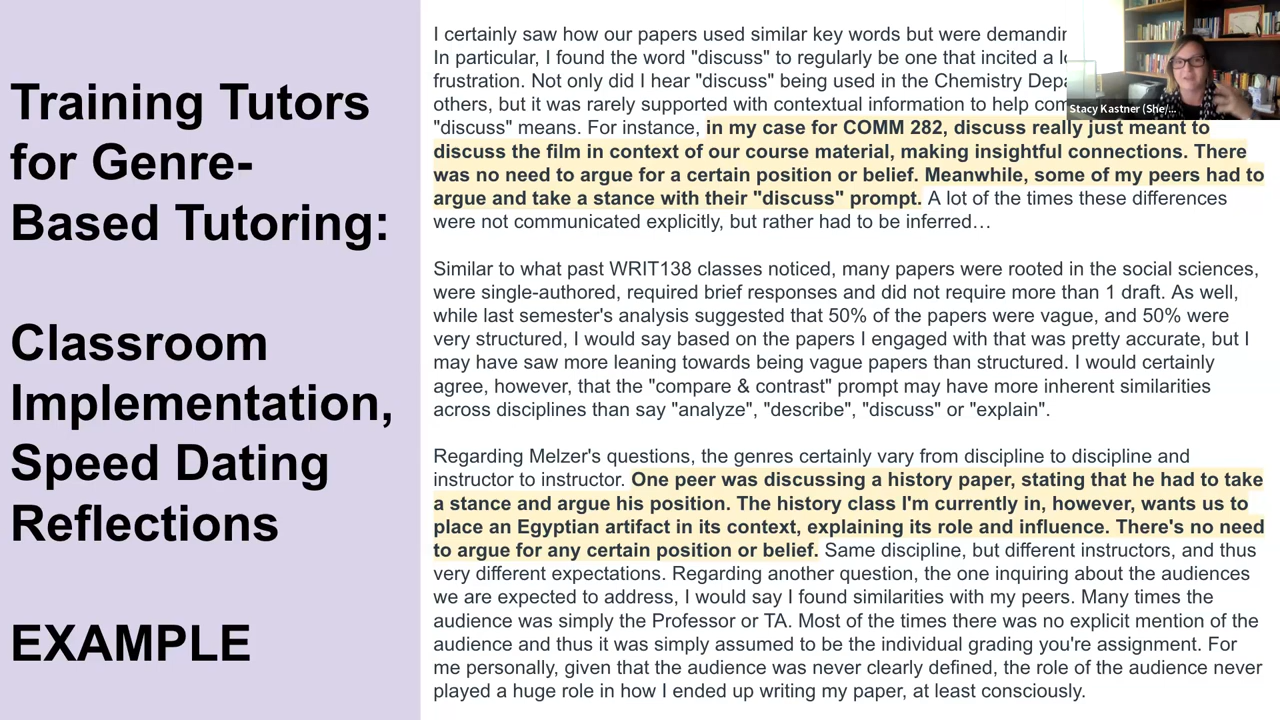 Training Tutors
for Genre-
Based Tutoring:
Classroom
Implementation,
Speed Dating
Reflections
EXAMPLE
I certainly saw how our papers used similar key words but were
In particular, I found the word "discuss" to regularly be one that incited a
frustration. Not only did I hear "discuss" being used in the Chemistry
others, but it was rarely supported with contextual information to help
"discuss" means. For instance, in my case for COMM 282, discuss really just meant to
discuss the film in context of our course material, making insightful connections. There
was no need to argue for a certain position or belief. Meanwhile, some of my peers had to
argue and take a stance with their "discuss" prompt. A lot of the times these differences
were not communicated explicitly, but rather had to be inferred…
Similar to what past WRIT138 classes noticed, many papers were rooted in the social sciences,
were single-authored, required brief responses and did not require more than 1 draft. As well,
while last semester's analysis suggested that 50% of the papers were vague, and 50% were
very structured, I would say based on the papers I engaged with that was pretty accurate, but I
may have saw more leaning towards being vague papers than structured. I would certainly
agree, however, that the "compare & contrast" prompt may have more inherent similarities
across disciplines than say "analyze", "describe", "discuss" or "explain".
Regarding Melzer's questions, the genres certainly vary from discipline to discipline and
instructor to instructor. One peer was discussing a history paper, stating that he had to take
a stance and argue his position. The history class I'm currently in, however, wants us to
place an Egyptian artifact in its context, explaining its role and influence. There's no need
to argue for any certain position or belief. Same discipline, but different instructors, and thus
very different expectations. Regarding another question, the one inquiring about the audiences
we are expected to address, I would say I found similarities with my peers. Many times the
audience was simply the Professor or TA. Most of the times there was no explicit mention of the
audience and thus it was simply assumed to be the individual grading you're assignment. For
me personally, given that the audience was never clearly defined, the role of the audience never
played a huge role in how I ended up writing my paper, at least consciously.
Stacy Kastner (She/...